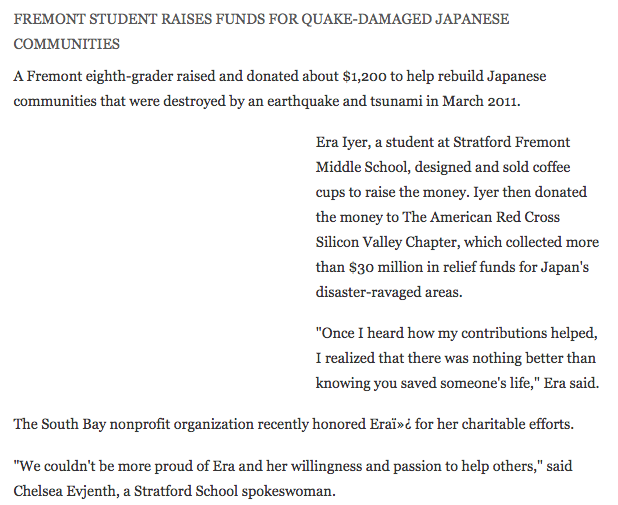 FREMONT STUDENT RAISES FUNDS FOR QUAKE-DAMAGED JAPANESE
COMMUNITIES
A Fremont eighth-grader raised and donated about $1,200 to help rebuild Japanese
communities that were destroyed by an earthquake and tsunami in March 2011.
Era Iyer, a student at Stratford Fremont
Middle School, designed and sold coffee
cups to raise the money. Iyer then donated
the money to The American Red Cross
Silicon Valley Chapter, which collected more
than $30 million in relief funds for Japan's
disaster-ravaged areas.
"Once I heard how my contributions helped,
I realized that there was nothing better than
knowing you saved someone's life," Era said.
The South Bay nonprofit organization recently honored Eraï»¿ for her charitable efforts.
"We couldn't be more proud of Era and her willingness and passion to help others," said
Chelsea Evjenth, a Stratford School spokeswoman.